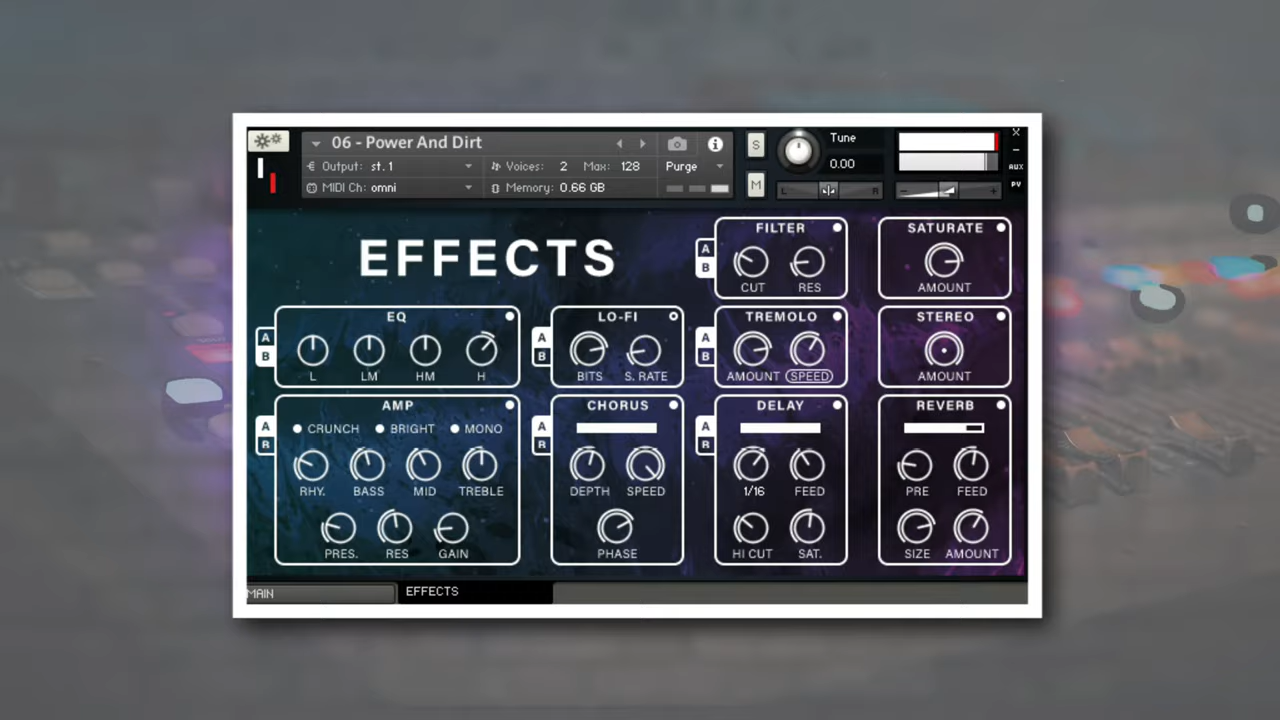 06 - Power And Dirt
Output: st.1
Voices: 2 Max: 128
Purge
MIDI Ch: omni
Memory: 0.66 GB
S
M
Tune
0.00
L R
- +
X
-
AUX
PV
EFFECTS
A
B
FILTER
CUT RES
SATURATE
AMOUNT
A
B
EQ
L LM HM H
A
B
LO-FI
BITS S. RATE
A
B
TREMOLO
AMOUNT SPEED
STEREO
AMOUNT
A
B
AMP
CRUNCH BRIGHT MONO
RHY. BASS MID TREBLE
PRES. RES GAIN
A
B
CHORUS
DEPTH SPEED
PHASE
A
B
DELAY
1/16 FEED
HI CUT SAT.
REVERB
PRE FEED
SIZE AMOUNT
MAIN EFFECTS